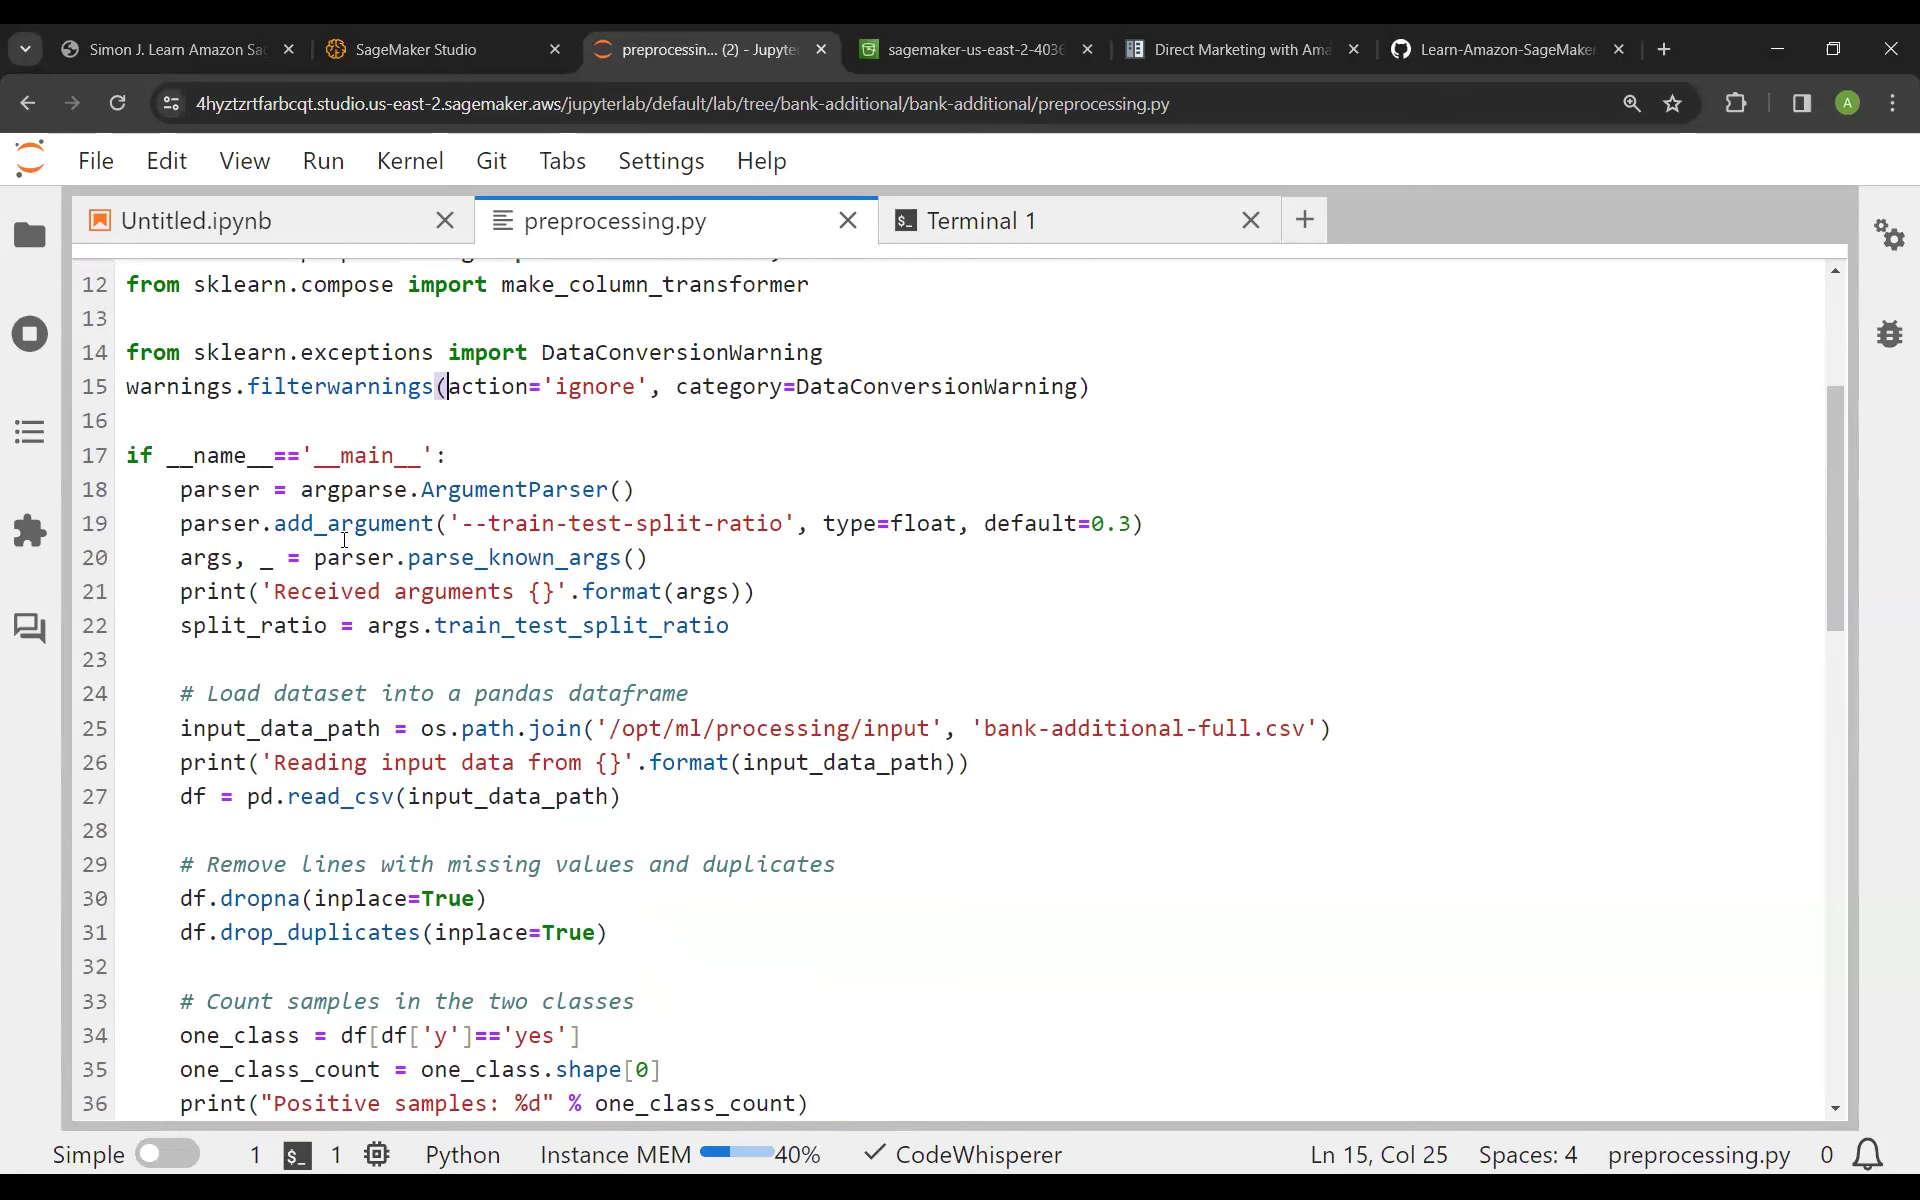 Simon J. Learn Amazon Sa
SageMaker Studio
preprocessin... (2) - Jupyte
sagemaker-us-east-2-4036
Direct Marketing with Ama
Learn-Amazon-SageMaker
4hyztzrtfarbcqt.studio.us-east-2.sagemaker.aws/jupyterlab/default/lab/tree/bank-additional/bank-additional/preprocessing.py
A
File Edit View Run Kernel Git Tabs Settings Help
Untitled.ipynb
preprocessing.py
Terminal 1
12 from sklearn.compose import make_column_transformer
13
14 from sklearn.exceptions import DataConversionWarning
15 warnings.filterwarnings(action='ignore', category=DataConversionWarning)
16
17 if __name__=='__main__':
18 parser = argparse.ArgumentParser()
19 parser.add_argument('--train-test-split-ratio', type=float, default=0.3)
20 args, _ = parser.parse_known_args()
21 print('Received arguments {}'.format(args))
22 split_ratio = args.train_test_split_ratio
23
24 # Load dataset into a pandas dataframe
25 input_data_path = os.path.join('/opt/ml/processing/input', 'bank-additional-full.csv')
26 print('Reading input data from {}'.format(input_data_path))
27 df = pd.read_csv(input_data_path)
28
29 # Remove lines with missing values and duplicates
30 df.dropna(inplace=True)
31 df.drop_duplicates(inplace=True)
32
33 # Count samples in the two classes
34 one_class = df[df['y']=='yes']
35 one_class_count = one_class.shape[0]
36 print("Positive samples: %d" % one_class_count)
Simple 1 1 Python Instance MEM 40% CodeWhisperer Ln 15, Col 25 Spaces: 4 preprocessing.py 0